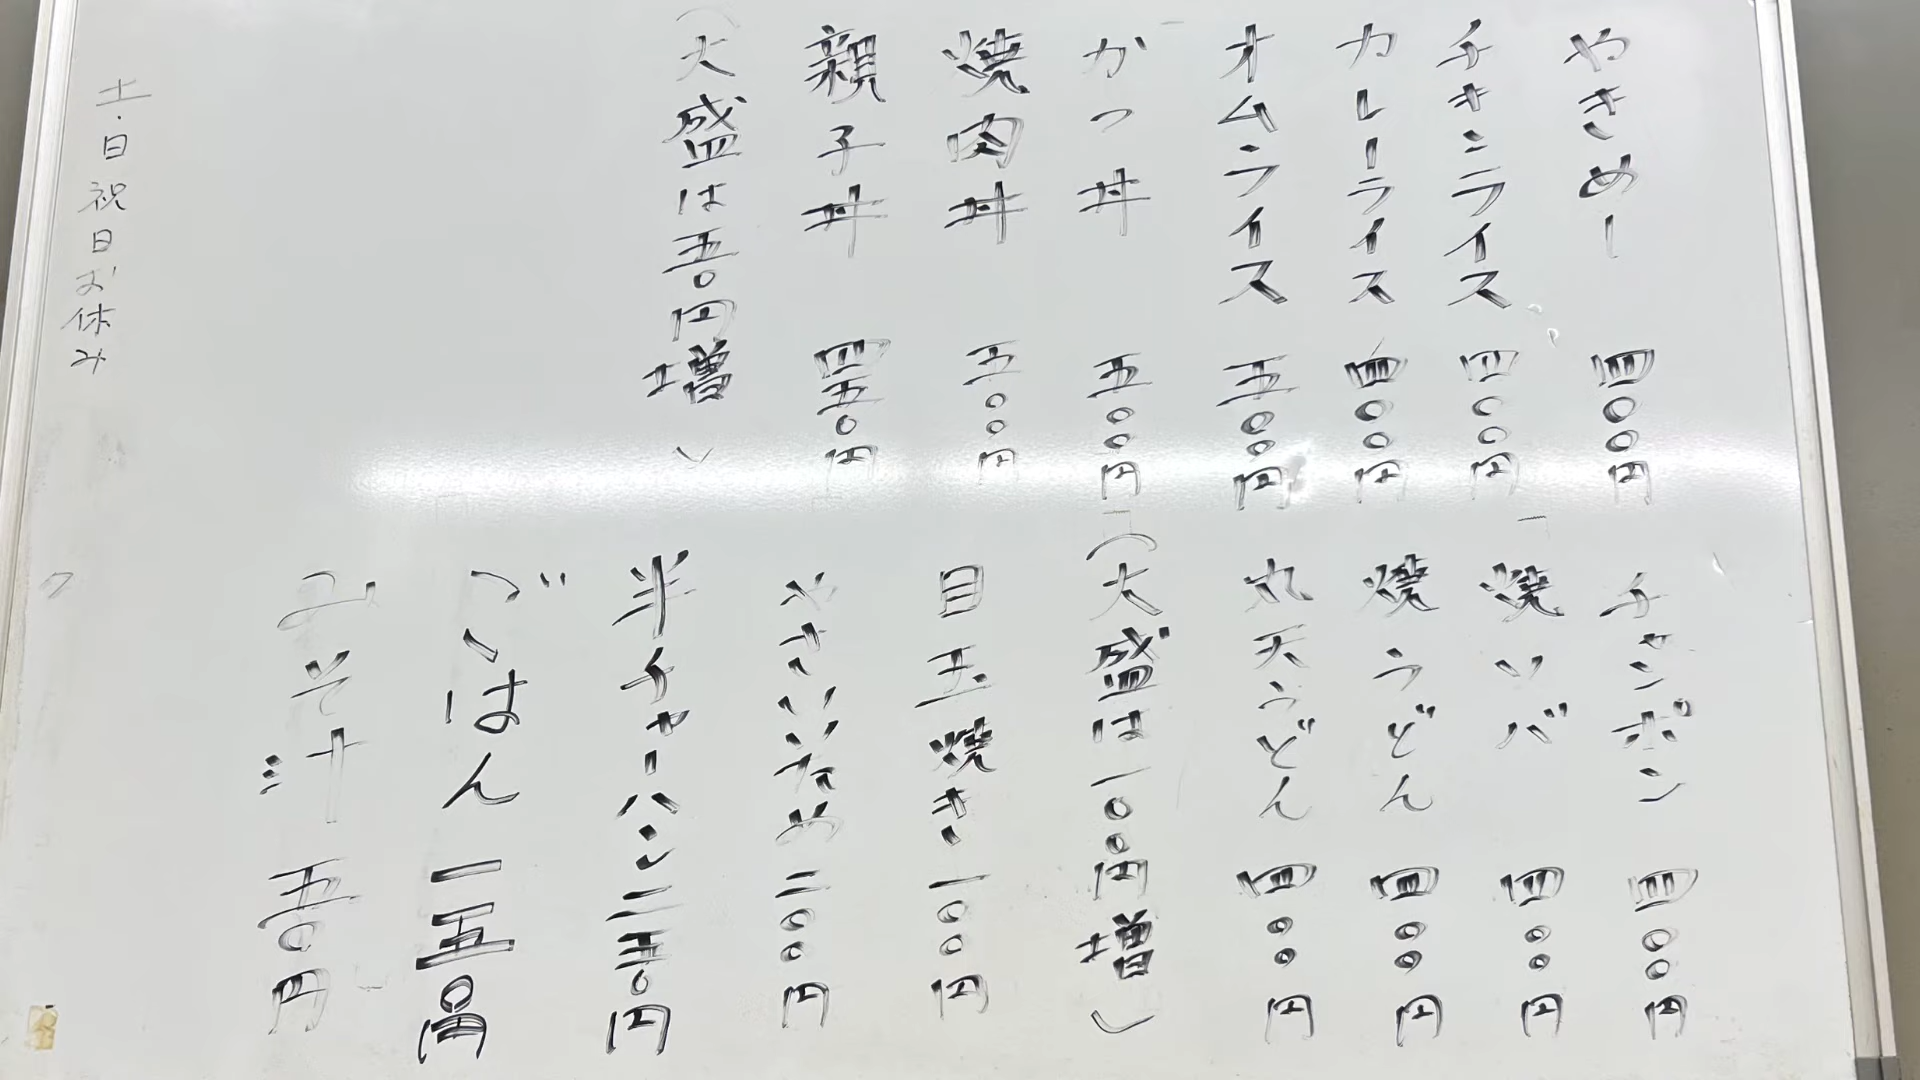 やきめし 四〇〇円
チキンライス 四〇〇円
カレーライス 四〇〇円
オムライス 五〇〇円
かつ丼 五〇〇円
焼肉丼 五〇〇円
親子丼 四五〇円
(大盛は五〇円増)
チャンポン 四〇〇円
焼いバ 四〇〇円
焼うどん 四〇〇円
丸天うどん 四〇〇円
(大盛は一〇〇円増)
目玉焼き 一〇〇円
やさいいため 二〇〇円
半チャーハン 二五〇円
ごはん 一五〇円
みそ汁 五〇円
土・日祝日お休み